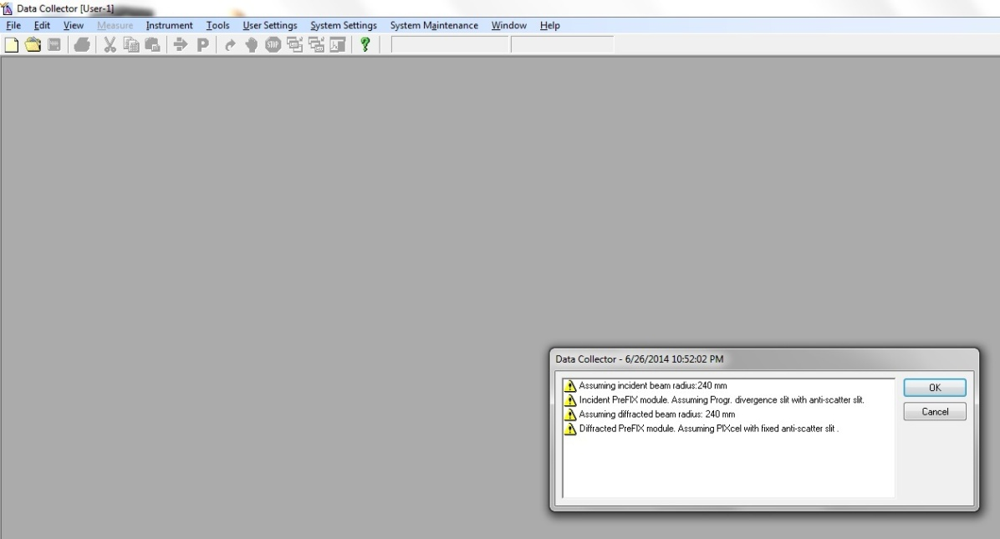 Data Collector [User-1]
File Edit View Measure Instrument Tools User Settings System Settings System Maintenance Window Help
P STOP ?
Data Collector - 6/26/2014 10:52:02 PM
Assuming incident beam radius:240 mm
Incident PreFIX module. Assuming Progr. divergence slit with anti-scatter slit.
Assuming diffracted beam radius: 240 mm
Diffracted PreFIX module. Assuming PIXcel with fixed anti-scatter slit .
OK
Cancel